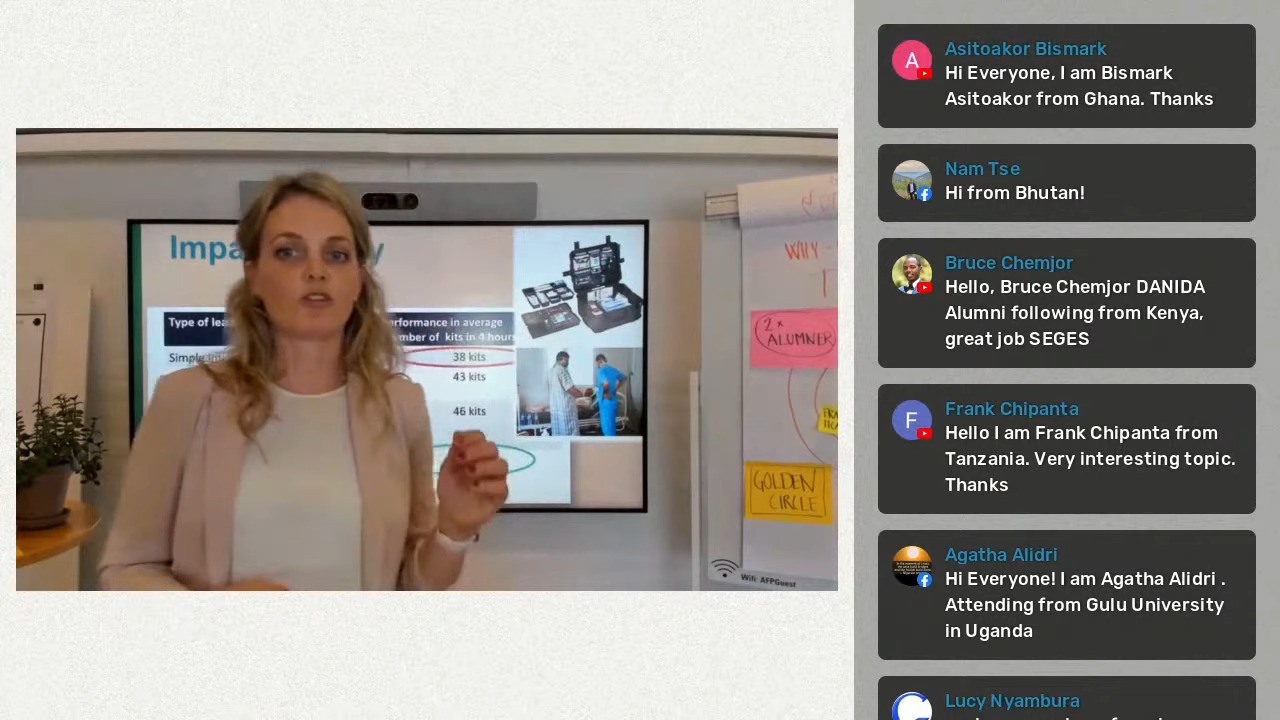 Impa
y
Type of lea
rformance in average
mber of kits in 4 hours
Simple in
38 kits
43 kits
46 kits
WHY -
T
2x
ALUMNER
GOLDEN
CIRCLE
Wifi: AFPGuest
Asitoakor Bismark
Hi Everyone, I am Bismark
Asitoakor from Ghana. Thanks
Nam Tse
Hi from Bhutan!
Bruce Chemjor
Hello, Bruce Chemjor DANIDA
Alumni following from Kenya,
great job SEGES
Frank Chipanta
Hello I am Frank Chipanta from
Tanzania. Very interesting topic.
Thanks
Agatha Alidri
Hi Everyone! I am Agatha Alidri .
Attending from Gulu University
in Uganda
Lucy Nyambura
A
F